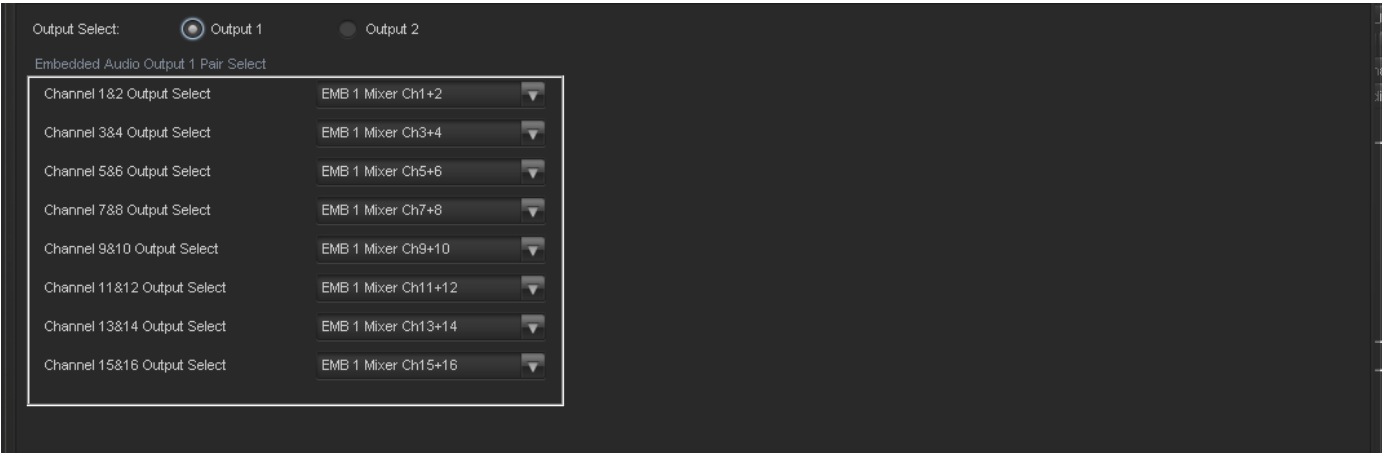 Output Select: Output 1 Output 2
Embedded Audio Output 1 Pair Select
Channel 1&2 Output Select EMB 1 Mixer Ch1+2
Channel 3&4 Output Select EMB 1 Mixer Ch3+4
Channel 5&6 Output Select EMB 1 Mixer Ch5+6
Channel 7&8 Output Select EMB 1 Mixer Ch7+8
Channel 9&10 Output Select EMB 1 Mixer Ch9+10
Channel 11&12 Output Select EMB 1 Mixer Ch11+12
Channel 13&14 Output Select EMB 1 Mixer Ch13+14
Channel 15&16 Output Select EMB 1 Mixer Ch15+16